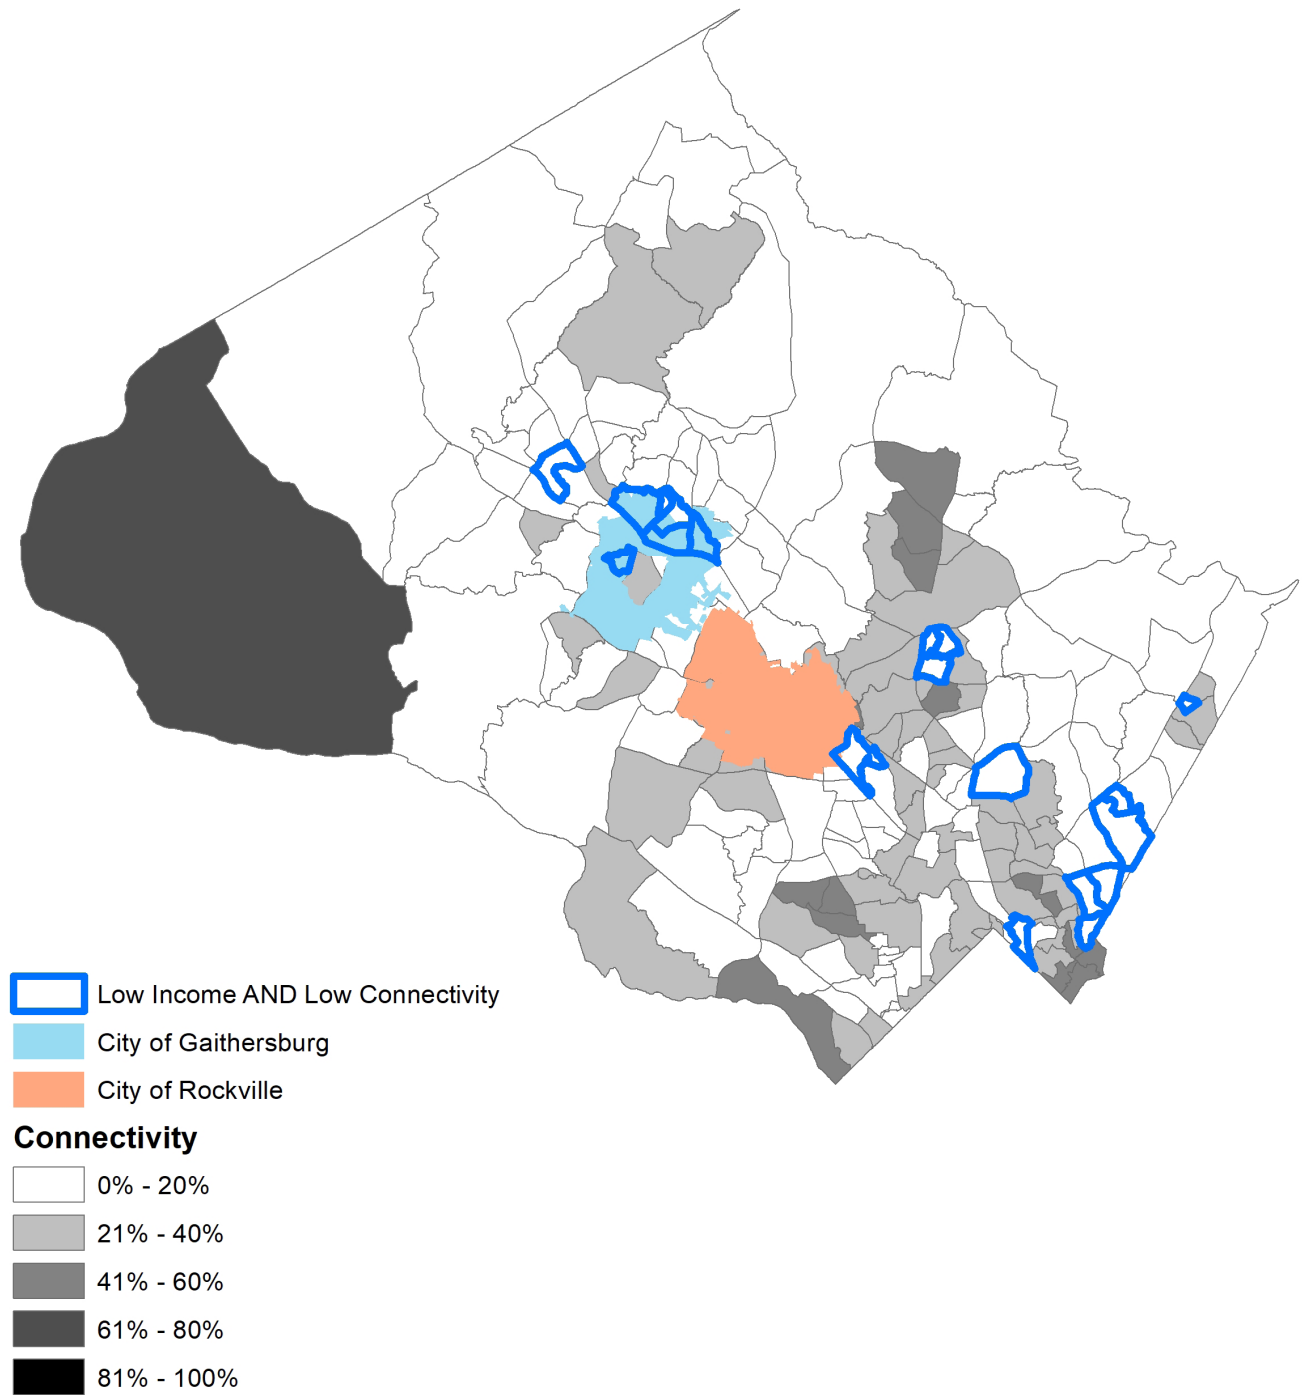 Low Income AND Low Connectivity
City of Gaithersburg
City of Rockville
Connectivity
0% - 20%
21% - 40%
41% - 60%
61% - 80%
81% - 100%